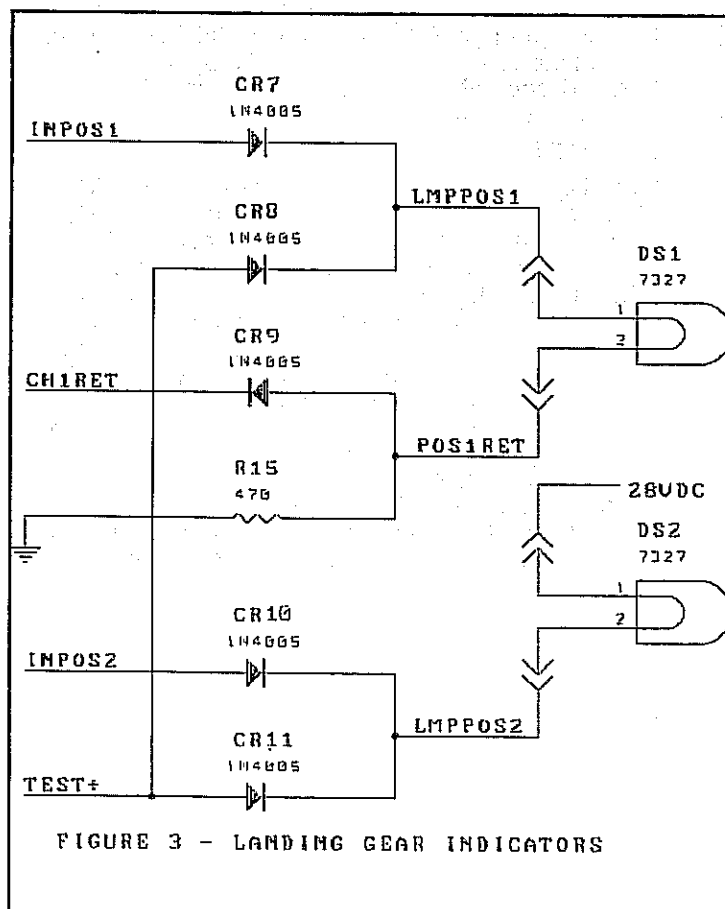 CR7
1N4005
INPOS1
LMPPOS1
CR8
1N4005
DS1
7327
1
2
CR9
1N4005
CH1RET
POS1RET
R15
470
28VDC
DS2
7327
1
2
CR10
1N4005
INPOS2
LMPPOS2
CR11
1N4005
TEST+
FIGURE 3 - LANDING GEAR INDICATORS